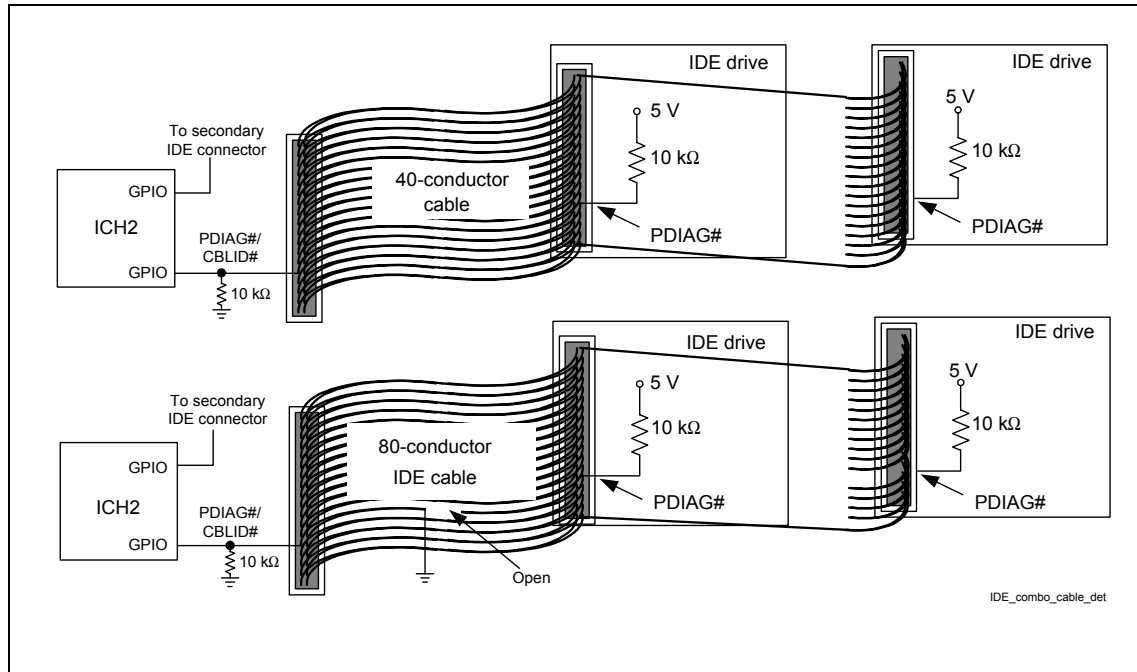 IDE drive
IDE drive
5 V
5 V
10 kΩ
10 kΩ
To secondary
IDE connector
40-conductor
cable
GPIO
ICH2
PDIAG#/
CBLID#
PDIAG#
PDIAG#
GPIO
10 kΩ
IDE drive
IDE drive
5 V
5 V
10 kΩ
10 kΩ
To secondary
IDE connector
80-conductor
IDE cable
GPIO
ICH2
PDIAG#/
CBLID#
PDIAG#
PDIAG#
GPIO
10 kΩ
Open
IDE_combo_cable_det